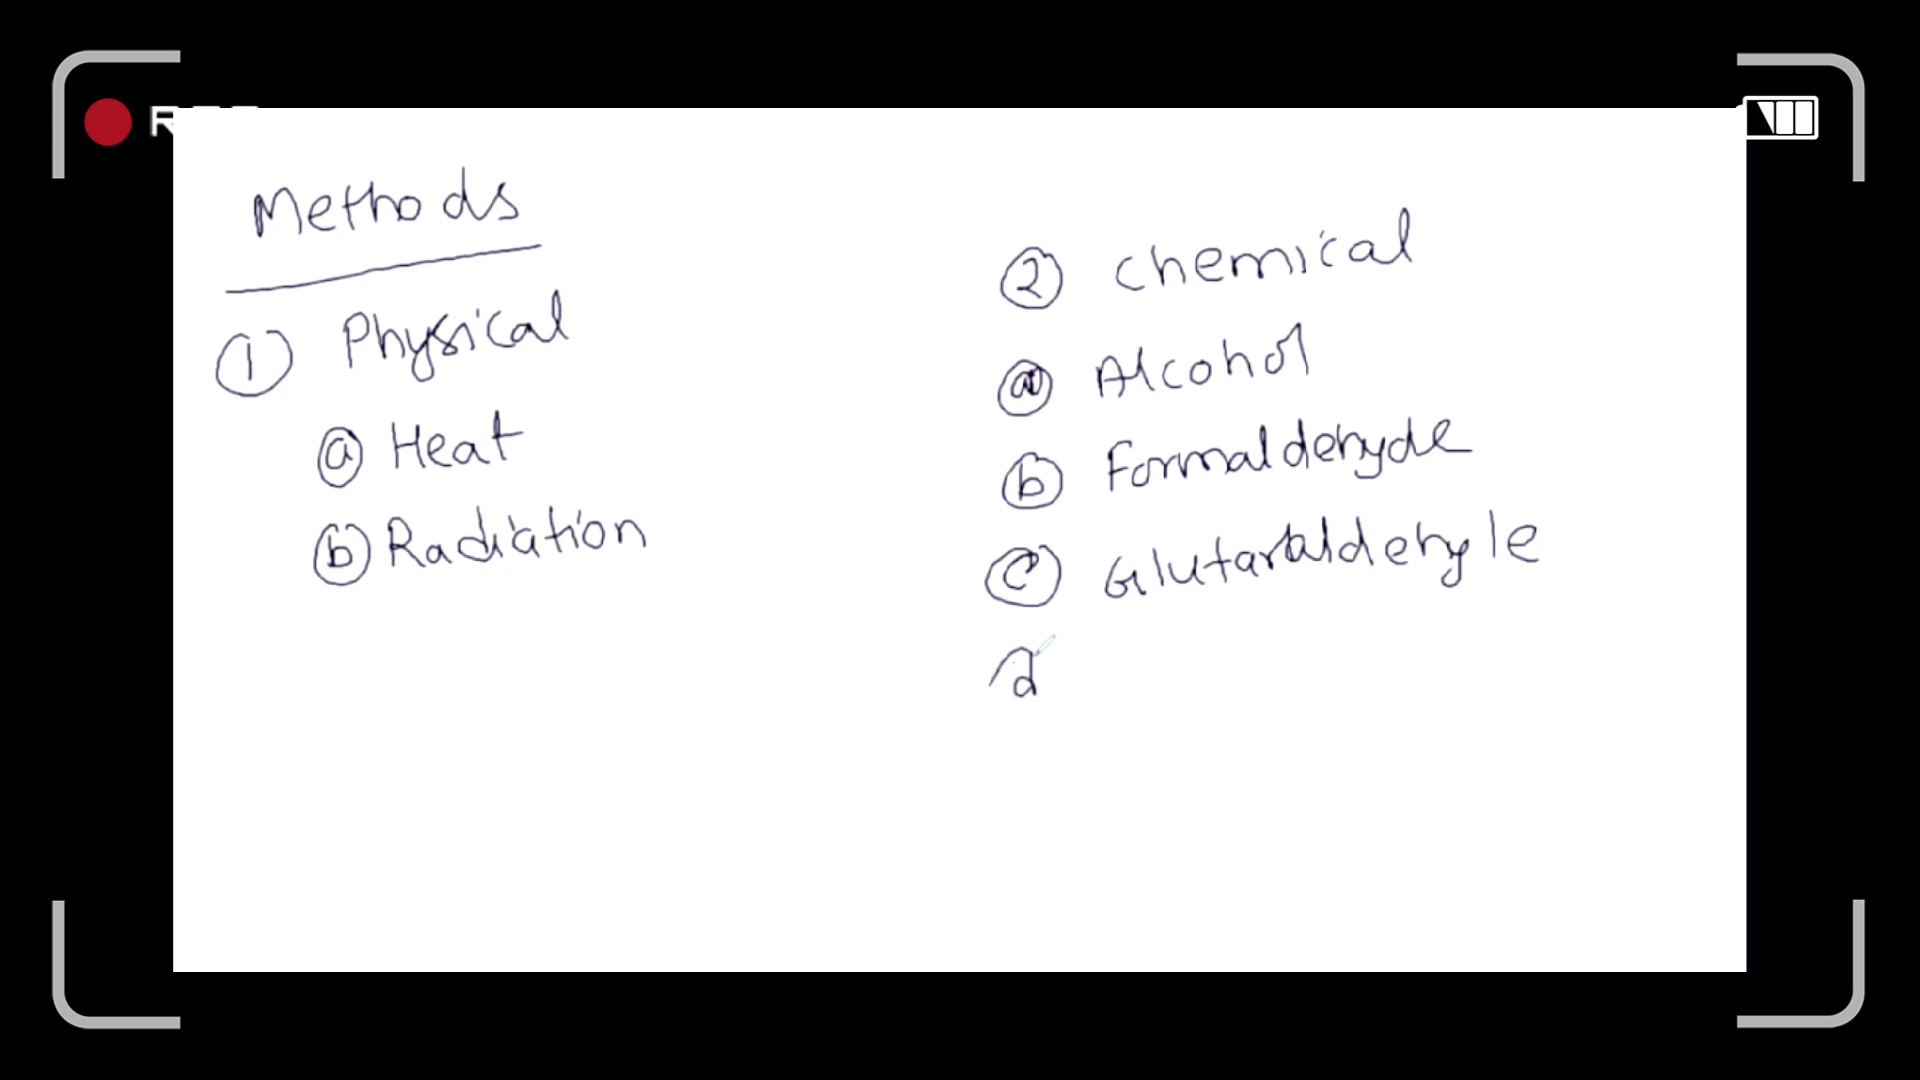 Methods
① Physical
ⓐ Heat
ⓑ Radiation
② Chemical
ⓐ Alcohol
ⓑ Formaldehyde
ⓒ Glutaraldehyle
d